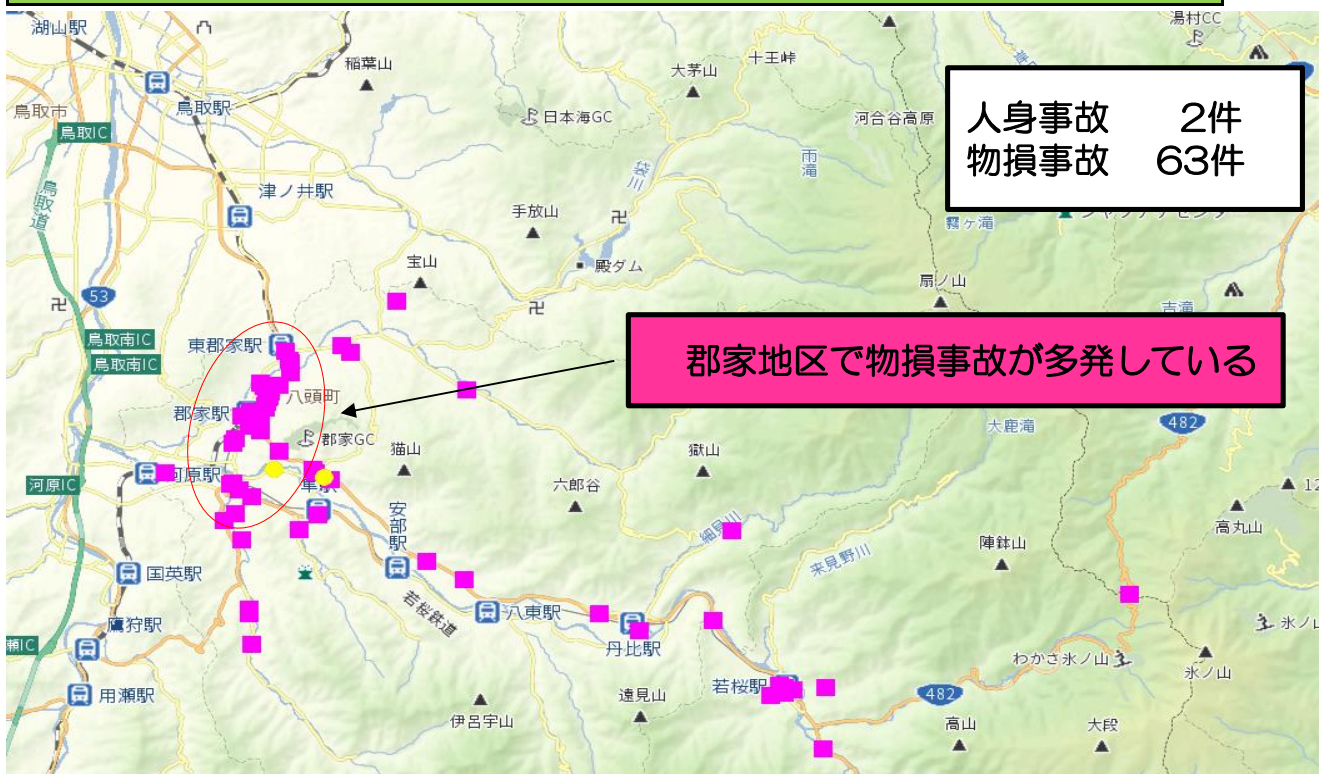 湖山駅
湯村CC
稲葉山
十王峠
大茅山
鳥取市
鳥取駅
日本海GC
河合谷高原
人身事故 2件
物損事故 63件
鳥取IC
雨滝
袋川
鳥取道
津ノ井駅
手放山
霧ヶ滝
殿ダム
宝山
扇ノ山
53
鳥取南IC
鳥取南IC
東郡家駅
郡家地区で物損事故が多発している
八頭町
郡家駅
大鹿滝
482
郡家GC
猫山
獄山
河原駅
河原IC
隼駅
六郎谷
安部駅
細見川
高丸山
陣鉢山
来見野川
国英駅
若桜鉄道
八東駅
鷹狩駅
丹比駅
わかさ氷ノ山
氷ノ山
用瀬駅
若桜駅
遠見山
482
伊呂宇山
高山
大段